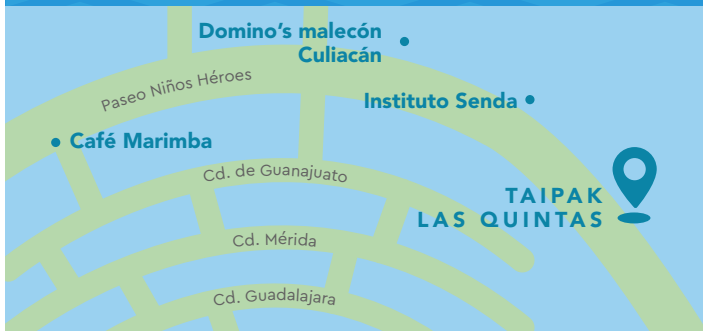 Domino's malecón
Culiacán
Paseo Niños Héroes
Instituto Senda
Café Marimba
Cd. de Guanajuato
TAIPAK
LAS QUINTAS
Cd. Mérida
Cd. Guadalajara